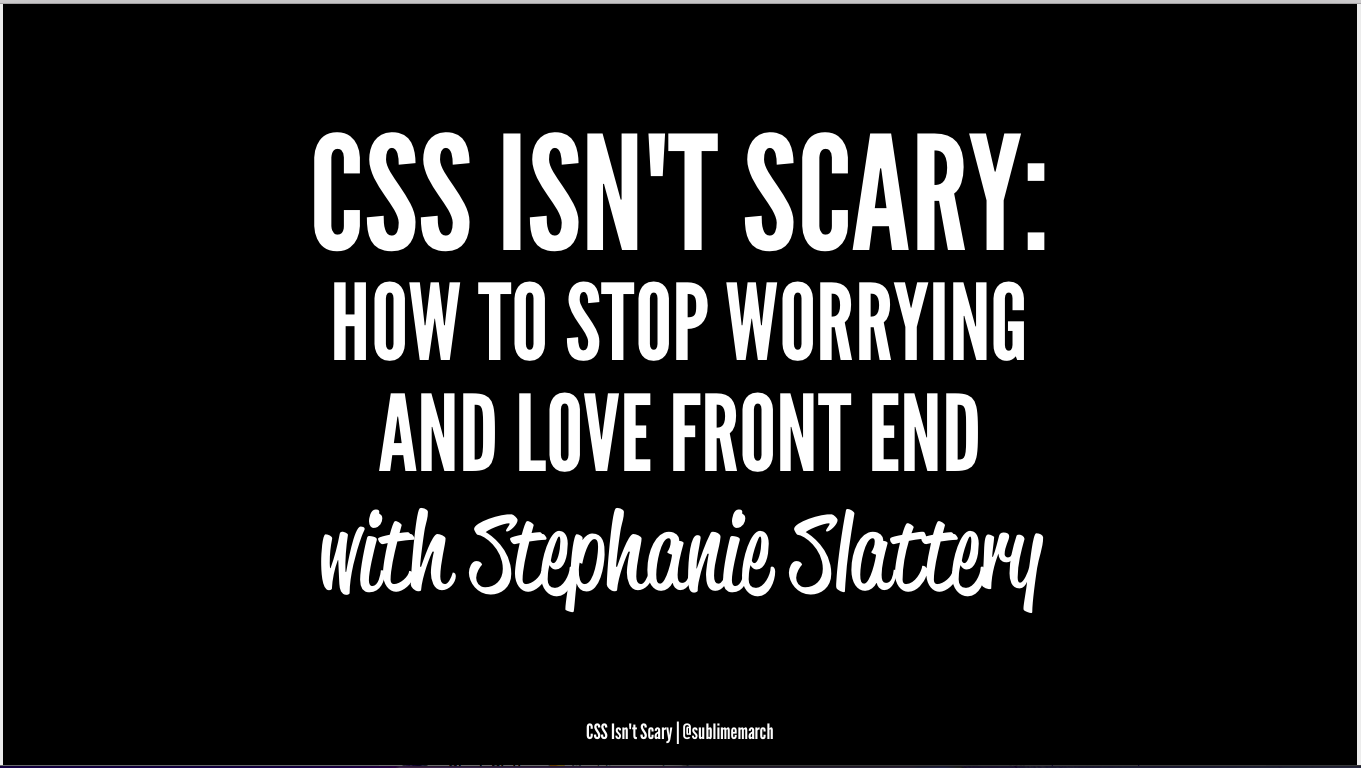 CSS ISN'T SCARY:
HOW TO STOP WORRYING
AND LOVE FRONT END
with Stephanie Slattery
CSS Isn't Scary | @sublimemarch